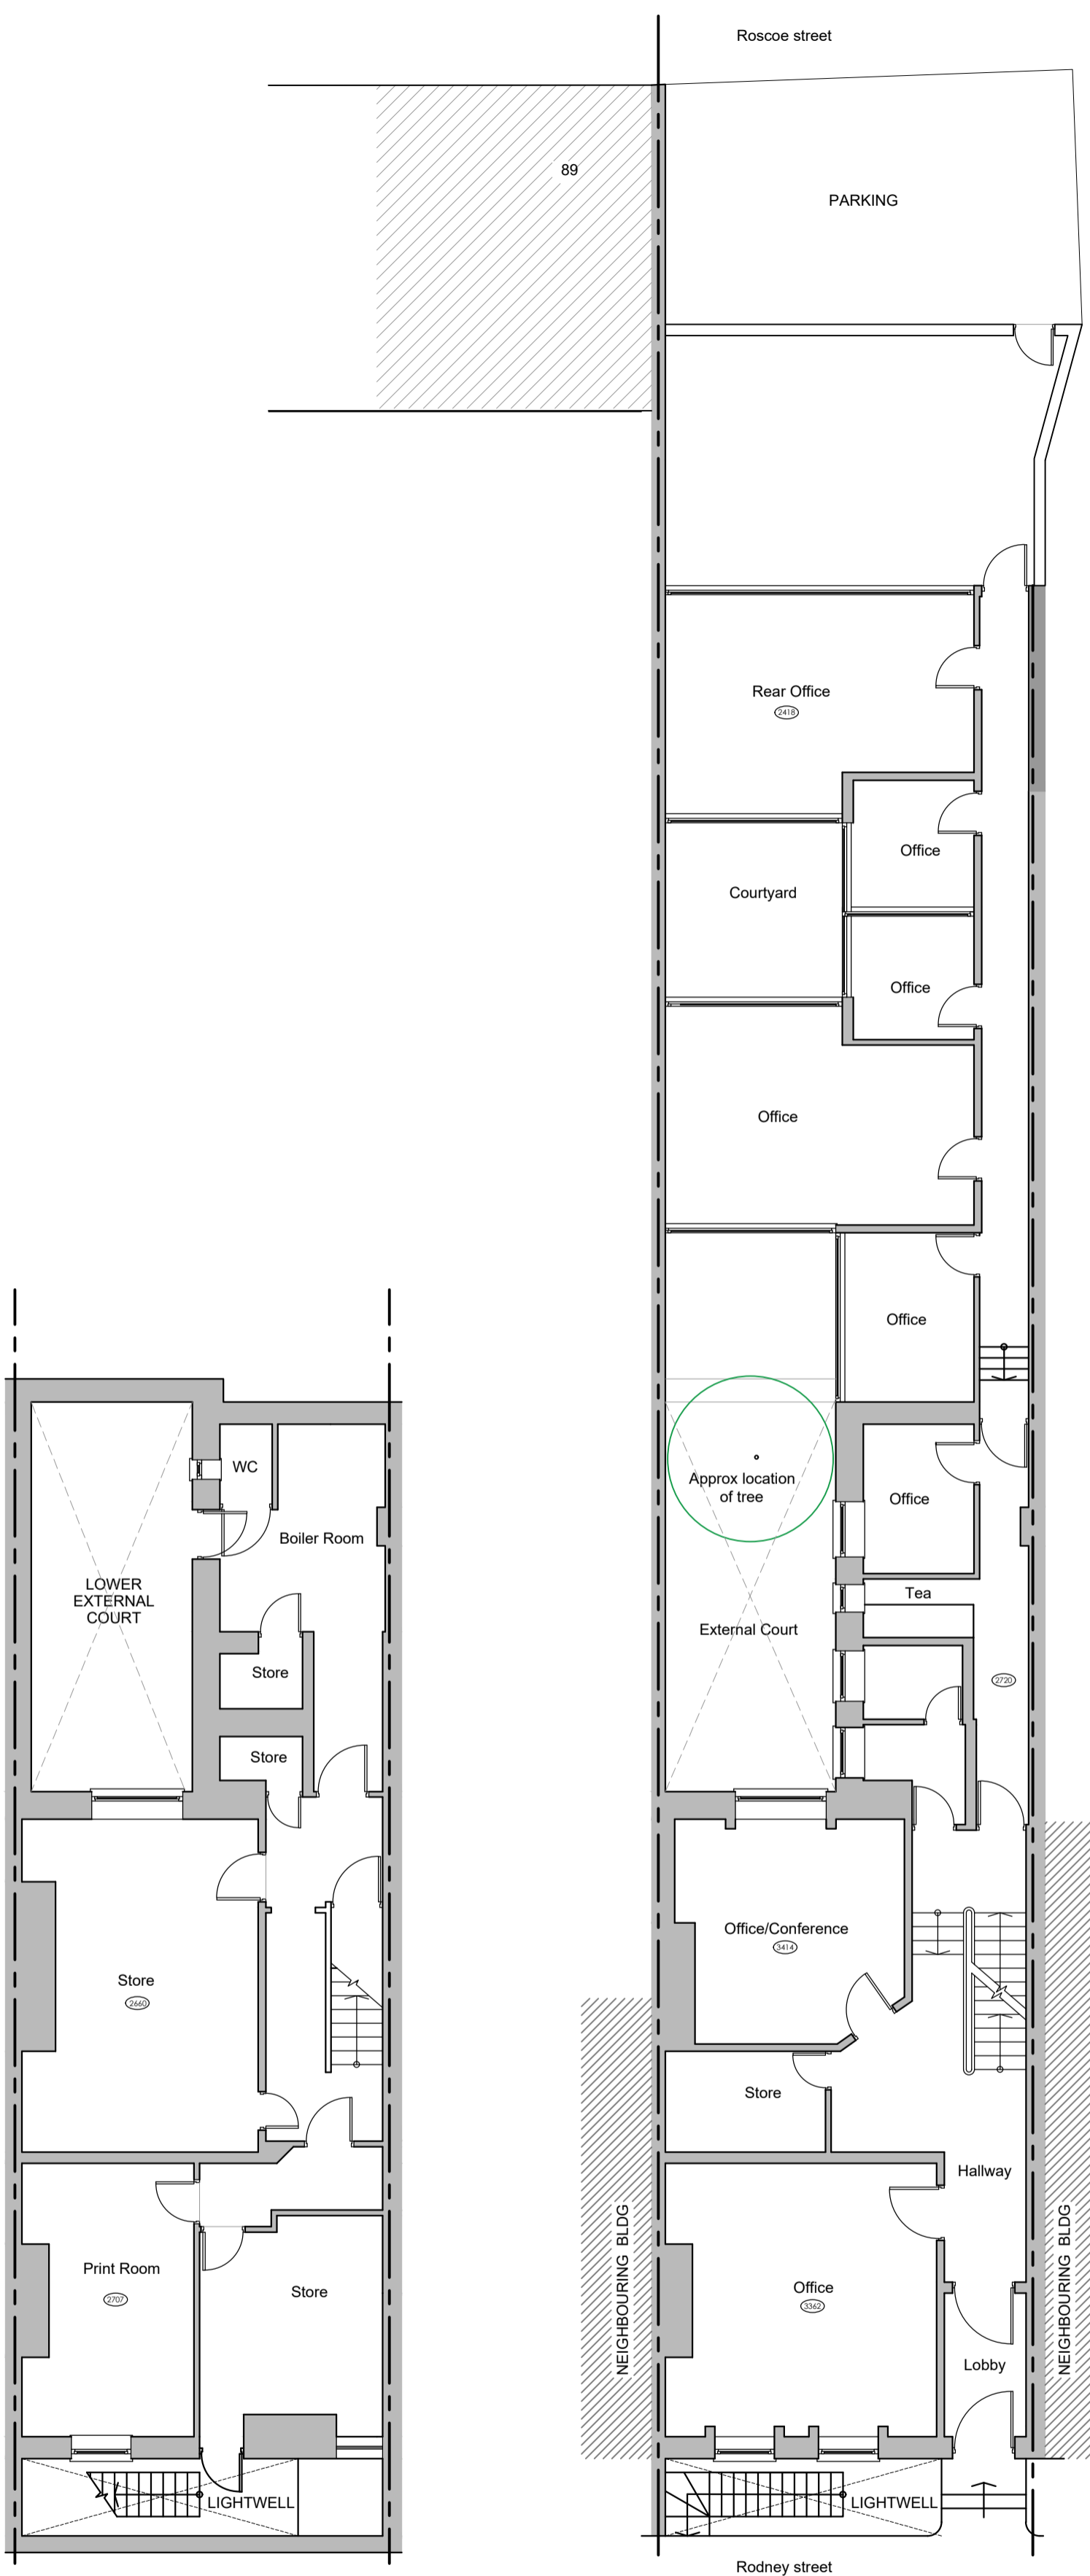 Roscoe street
89
PARKING
Rear Office
2418
Office
Courtyard
Office
Office
Office
Approx location
of tree
Office
Tea
External Court
2720
Office/Conference
3414
Store
Hallway
NEIGHBOURING BLDG
Office
3362
NEIGHBOURING BLDG
Lobby
LIGHTWELL
Rodney street
WC
Boiler Room
LOWER
EXTERNAL
COURT
Store
Store
Store
2660
Print Room
2707
Store
LIGHTWELL